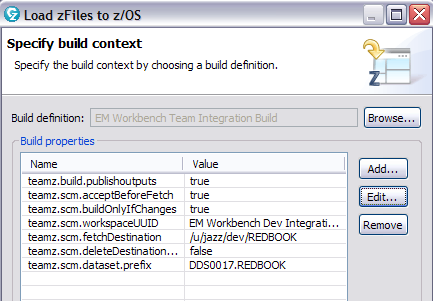 Load zFiles to z/OS
Specify build context
Specify the build context by choosing a build definition.
Build definition: EM Workbench Team Integration Build Browse...
Build properties
Name Value
teamz.build.publishoutputs true
teamz.scm.acceptBeforeFetch true
teamz.scm.buildOnlyIfChanges true
teamz.scm.workspaceUUID EM Workbench Dev Integratio...
teamz.scm.fetchDestination /u/jazz/dev/REDBOOK
teamz.scm.deleteDestination... false
teamz.scm.dataset.prefix DDS0017.REDBOOK
Add...
Edit...
Remove